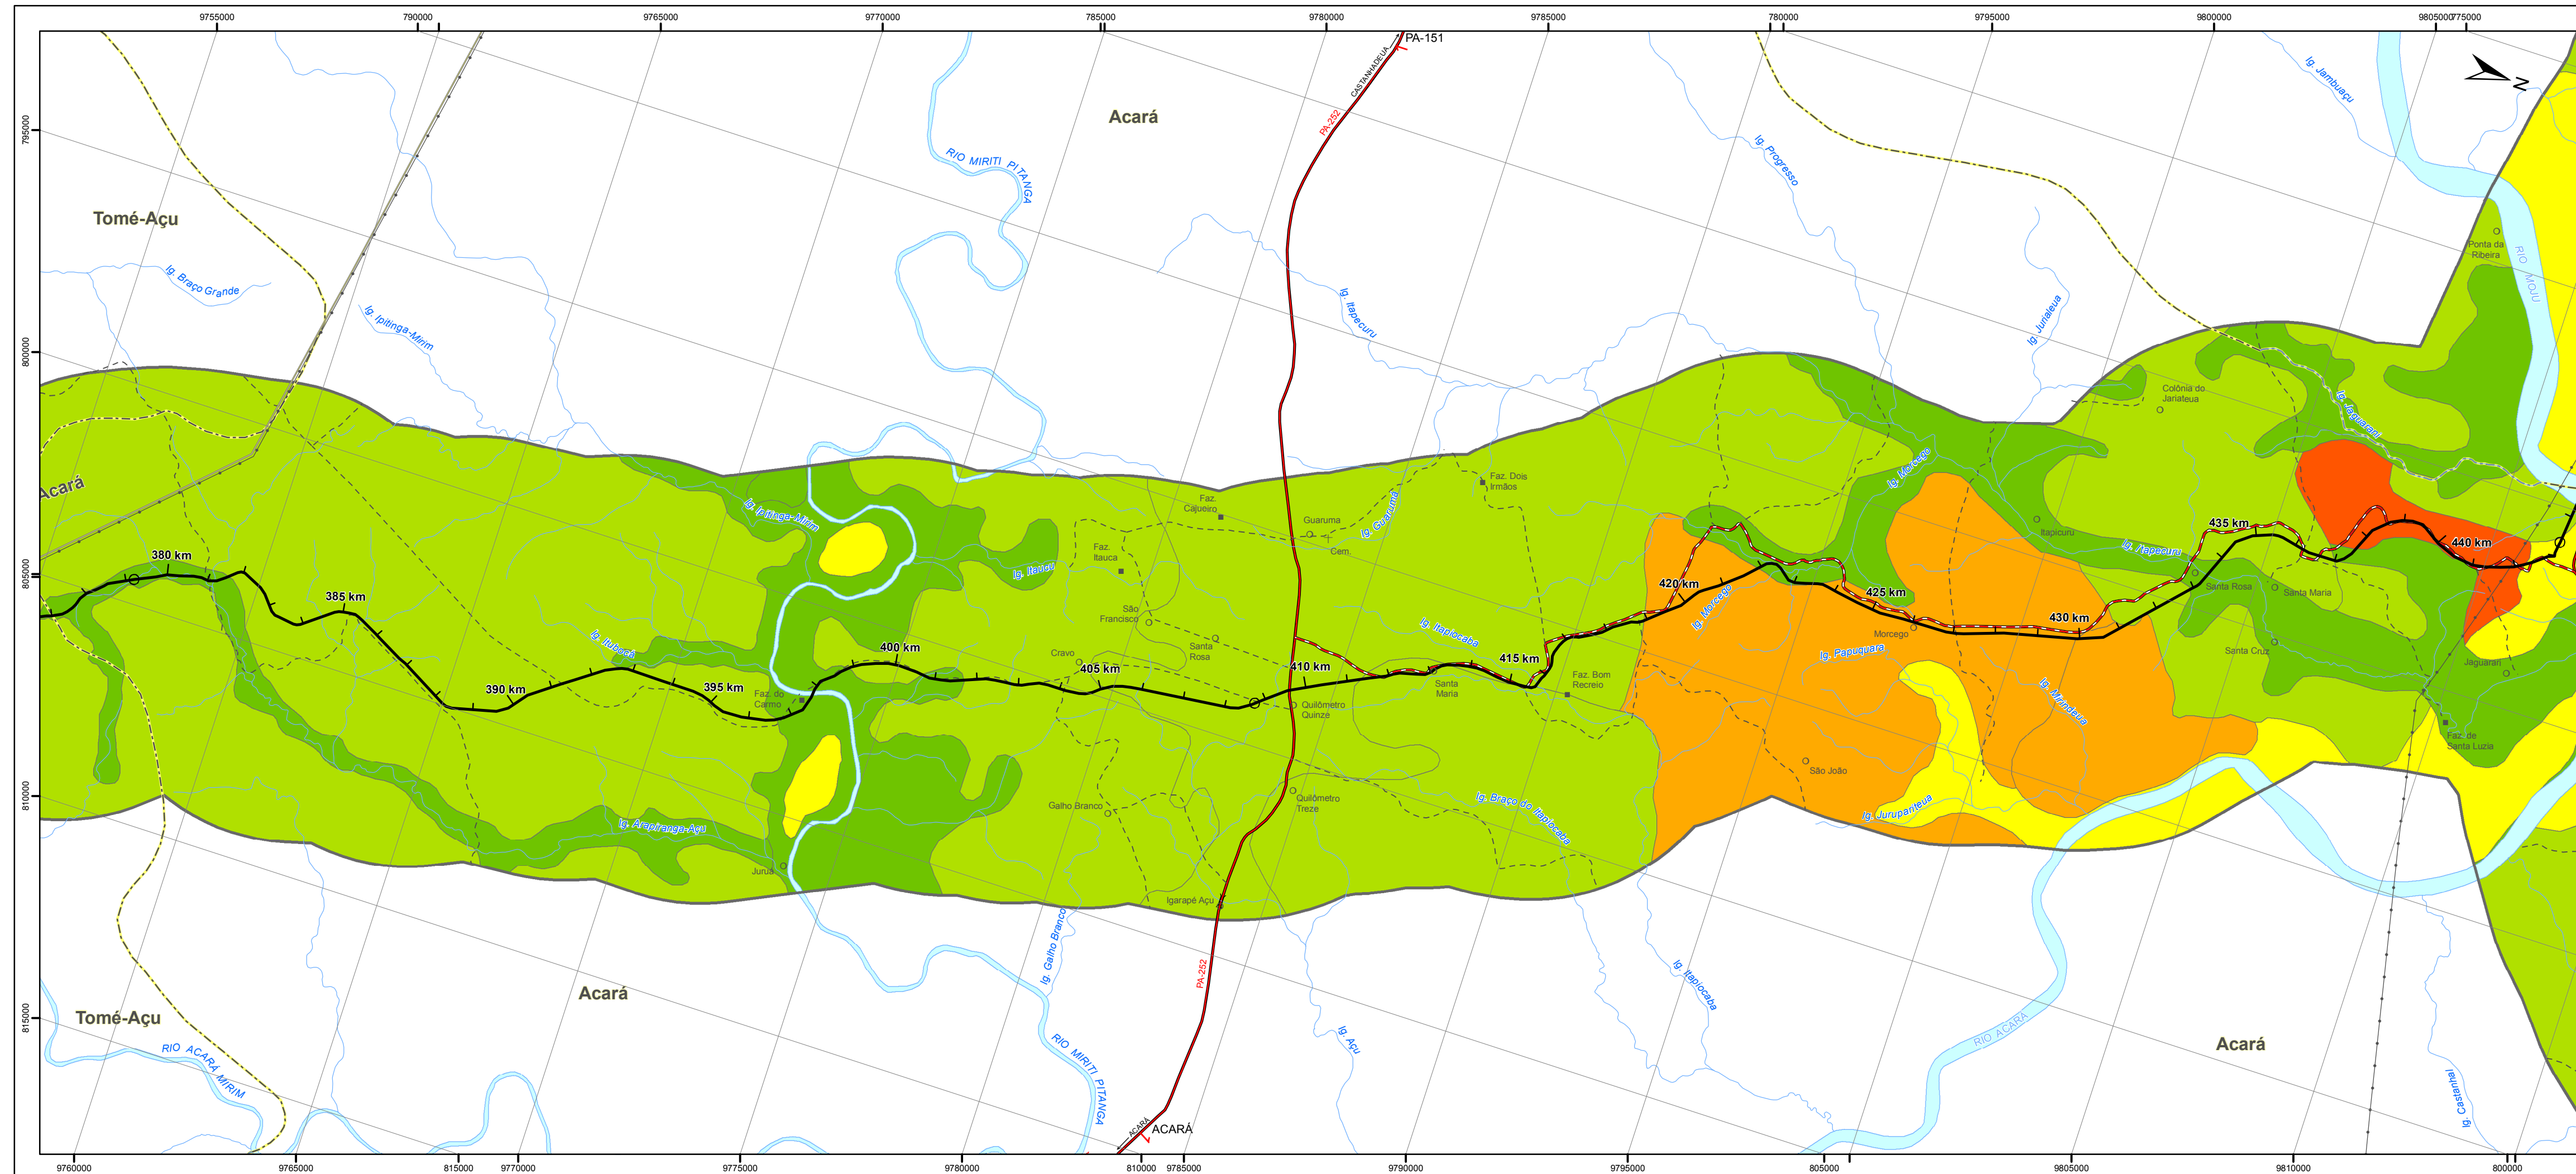 9755000
790000
9765000
9770000
785000
9780000
9785000
780000
9795000
9800000
9805000
775000
PA-151
CASTANHADEUA
PA-252
N
Ig. Jambuaçu
Acará
Ig. Progresso
RIO MIRITI PITANGA
795000
Tomé-Açu
Ponta da
Ribeira
RIO MOJU
Ig. Braço Grande
Ig. Ipitinga-Mirim
Ig. Itapecuru
Ig. Juriateua
800000
Colônia do
Jariateua
Ig. Jaguarari
Acará
Ig. Morcego
Faz. Dois
Irmãos
Faz.
Cajueiro
Ig. Ipitinga-Mirim
Guaruma
Cem.
Ig. Guarumã
Itapicuru
435 km
440 km
380 km
Faz.
Itauca
Ig. Itaucu
Ig. Itapecuru
805000
385 km
420 km
425 km
Santa Rosa
Santa Maria
Ig. Morcego
São
Francisco
430 km
Ig. Itubucá
Santa
Rosa
Ig. Itapiocaba
Morcego
400 km
Cravo
405 km
410 km
415 km
Ig. Papuquara
Santa Cruz
Jaguarari
390 km
395 km
Faz. do
Carmo
Santa
Maria
Faz. Bom
Recreio
Ig. Mirindeua
Quilômetro
Quinze
Faz. de
Santa Luzia
São João
810000
Galho Branco
Quilômetro
Treze
Ig. Braço do Itapiocaba
Ig. Jurupanteua
Ig. Arapiranga-Açu
Juruá
Igarapé Açu
Ig. Galho Branco
PA-252
Ig. Itapiocaba
Acará
815000
Tomé-Açu
RIO ACARÁ MIRIM
RIO MIRITI PITANGA
Ig. Açu
RIO ACARÁ
Acará
Ig. Castanhal
ACARÁ
ACARÁ
9760000
9765000
815000
9770000
9775000
9780000
810000
9785000
9790000
9795000
805000
9805000
9810000
800000